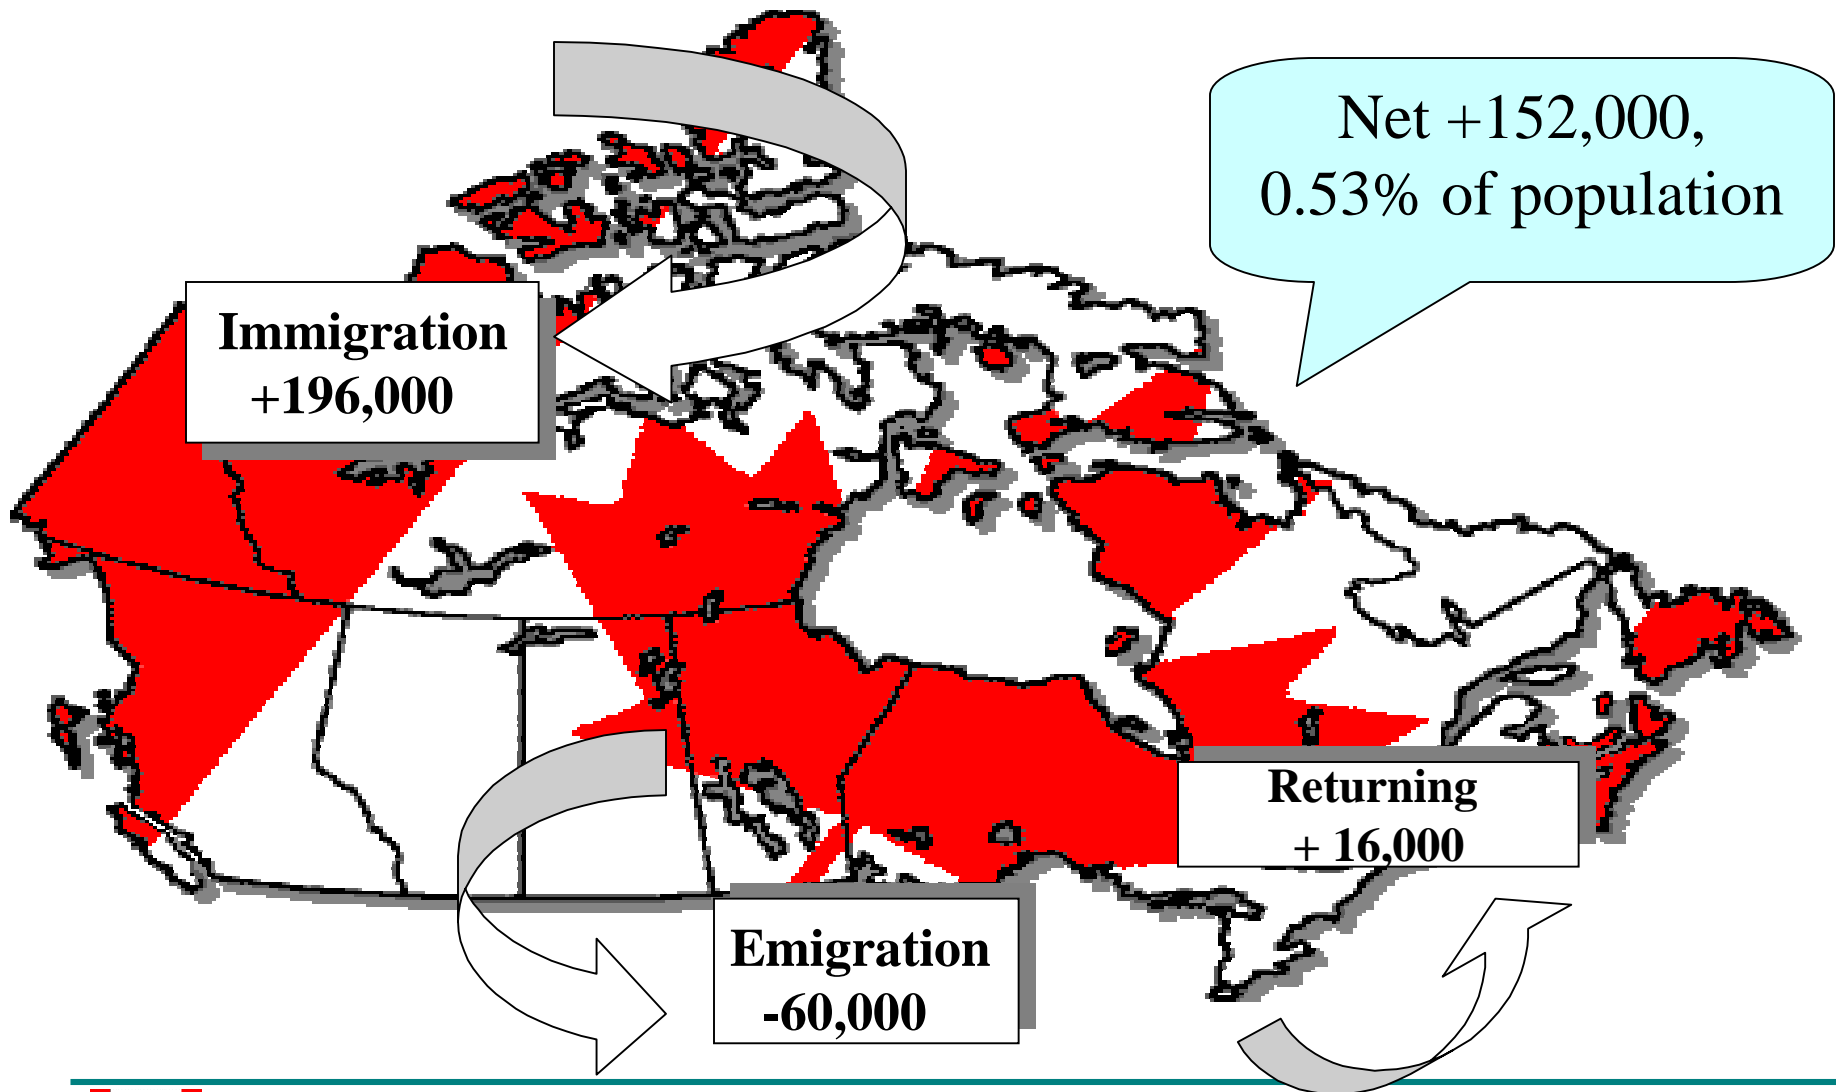 Net +152,000,
0.53% of population
Immigration
+196,000
Returning
+ 16,000
Emigration
-60,000